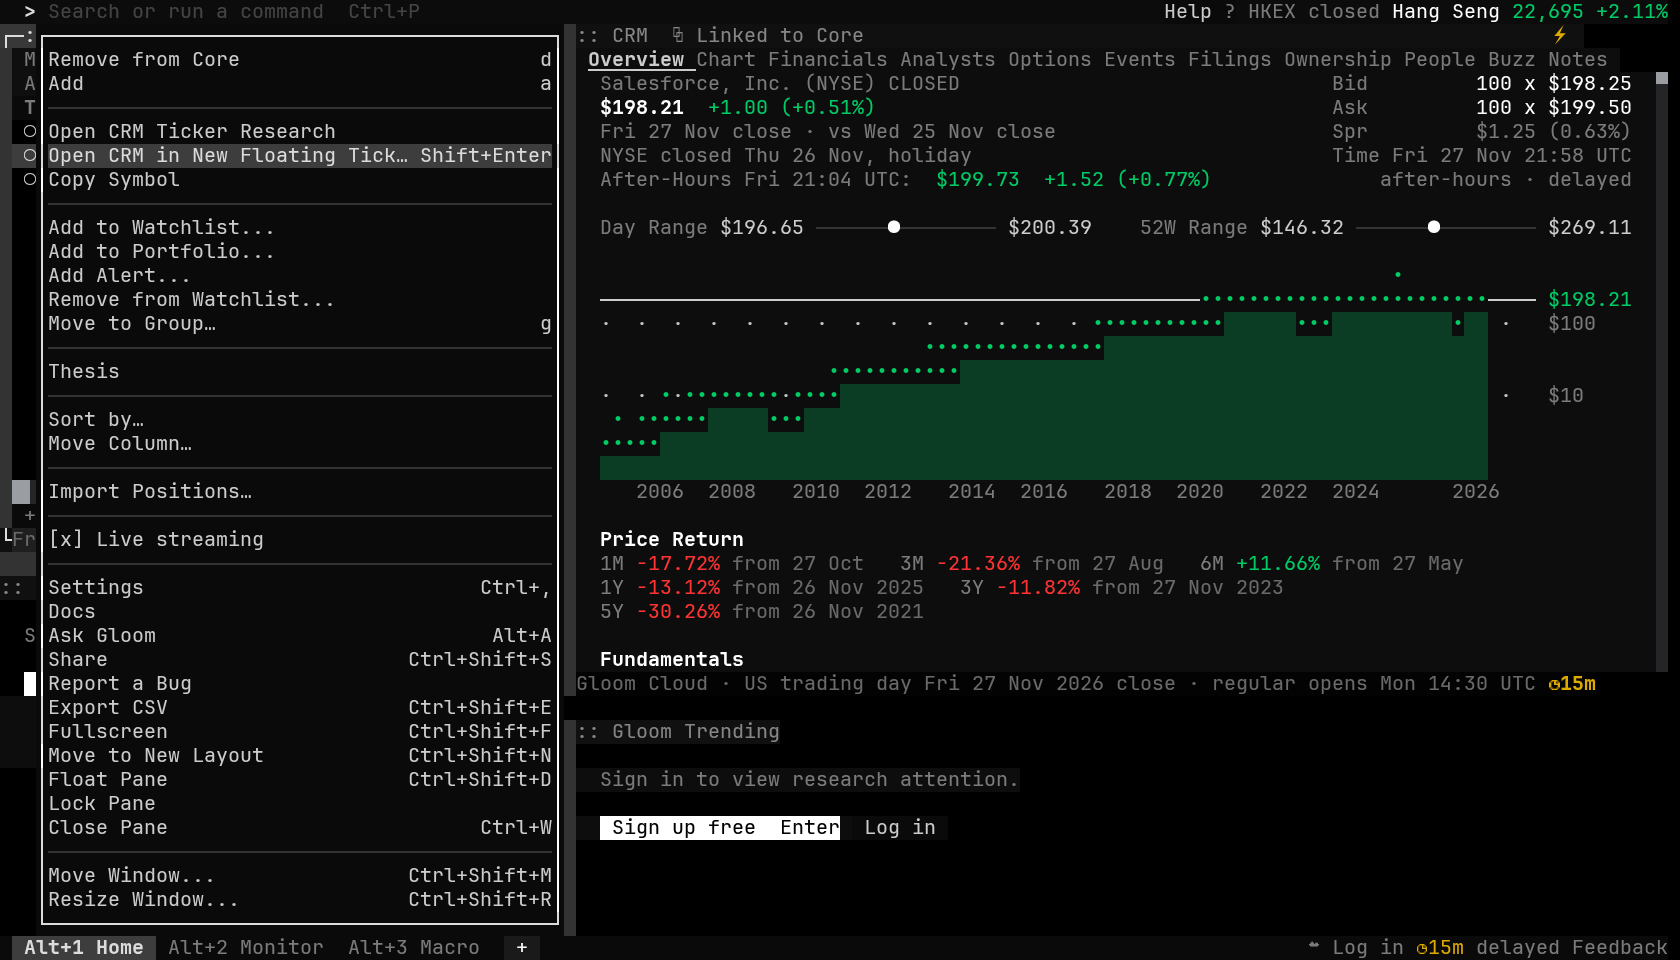 > Search or run a command  Ctrl+P
Help ? HKEX closed Hang Seng 22,695 +2.11%
Remove from Core d
Add a
Open CRM Ticker Research
Open CRM in New Floating Tick… Shift+Enter
Copy Symbol
Add to Watchlist...
Add to Portfolio...
Add Alert...
Remove from Watchlist...
Move to Group… g
Thesis
Sort by…
Move Column…
Import Positions…
[x] Live streaming
Settings Ctrl+,
Docs
Ask Gloom Alt+A
Share Ctrl+Shift+S
Report a Bug
Export CSV Ctrl+Shift+E
Fullscreen Ctrl+Shift+F
Move to New Layout Ctrl+Shift+N
Float Pane Ctrl+Shift+D
Lock Pane
Close Pane Ctrl+W
Move Window... Ctrl+Shift+M
Resize Window... Ctrl+Shift+R
M
A
T
+
Fr
::
S
:: CRM Linked to Core
Overview Chart Financials Analysts Options Events Filings Ownership People Buzz Notes
Salesforce, Inc. (NYSE) CLOSED Bid 100 x $198.25
$198.21 +1.00 (+0.51%) Ask 100 x $199.50
Fri 27 Nov close · vs Wed 25 Nov close Spr $1.25 (0.63%)
NYSE closed Thu 26 Nov, holiday Time Fri 27 Nov 21:58 UTC
After-Hours Fri 21:04 UTC: $199.73 +1.52 (+0.77%) after-hours · delayed
Day Range $196.65 $200.39 52W Range $146.32 $269.11
$198.21
$100
$10
2006 2008 2010 2012 2014 2016 2018 2020 2022 2024 2026
Price Return
1M -17.72% from 27 Oct 3M -21.36% from 27 Aug 6M +11.66% from 27 May
1Y -13.12% from 26 Nov 2025 3Y -11.82% from 27 Nov 2023
5Y -30.26% from 26 Nov 2021
Fundamentals
Gloom Cloud · US trading day Fri 27 Nov 2026 close · regular opens Mon 14:30 UTC 15m
:: Gloom Trending
Sign in to view research attention.
Sign up free Enter Log in
Alt+1 Home Alt+2 Monitor Alt+3 Macro +
Log in 15m delayed Feedback